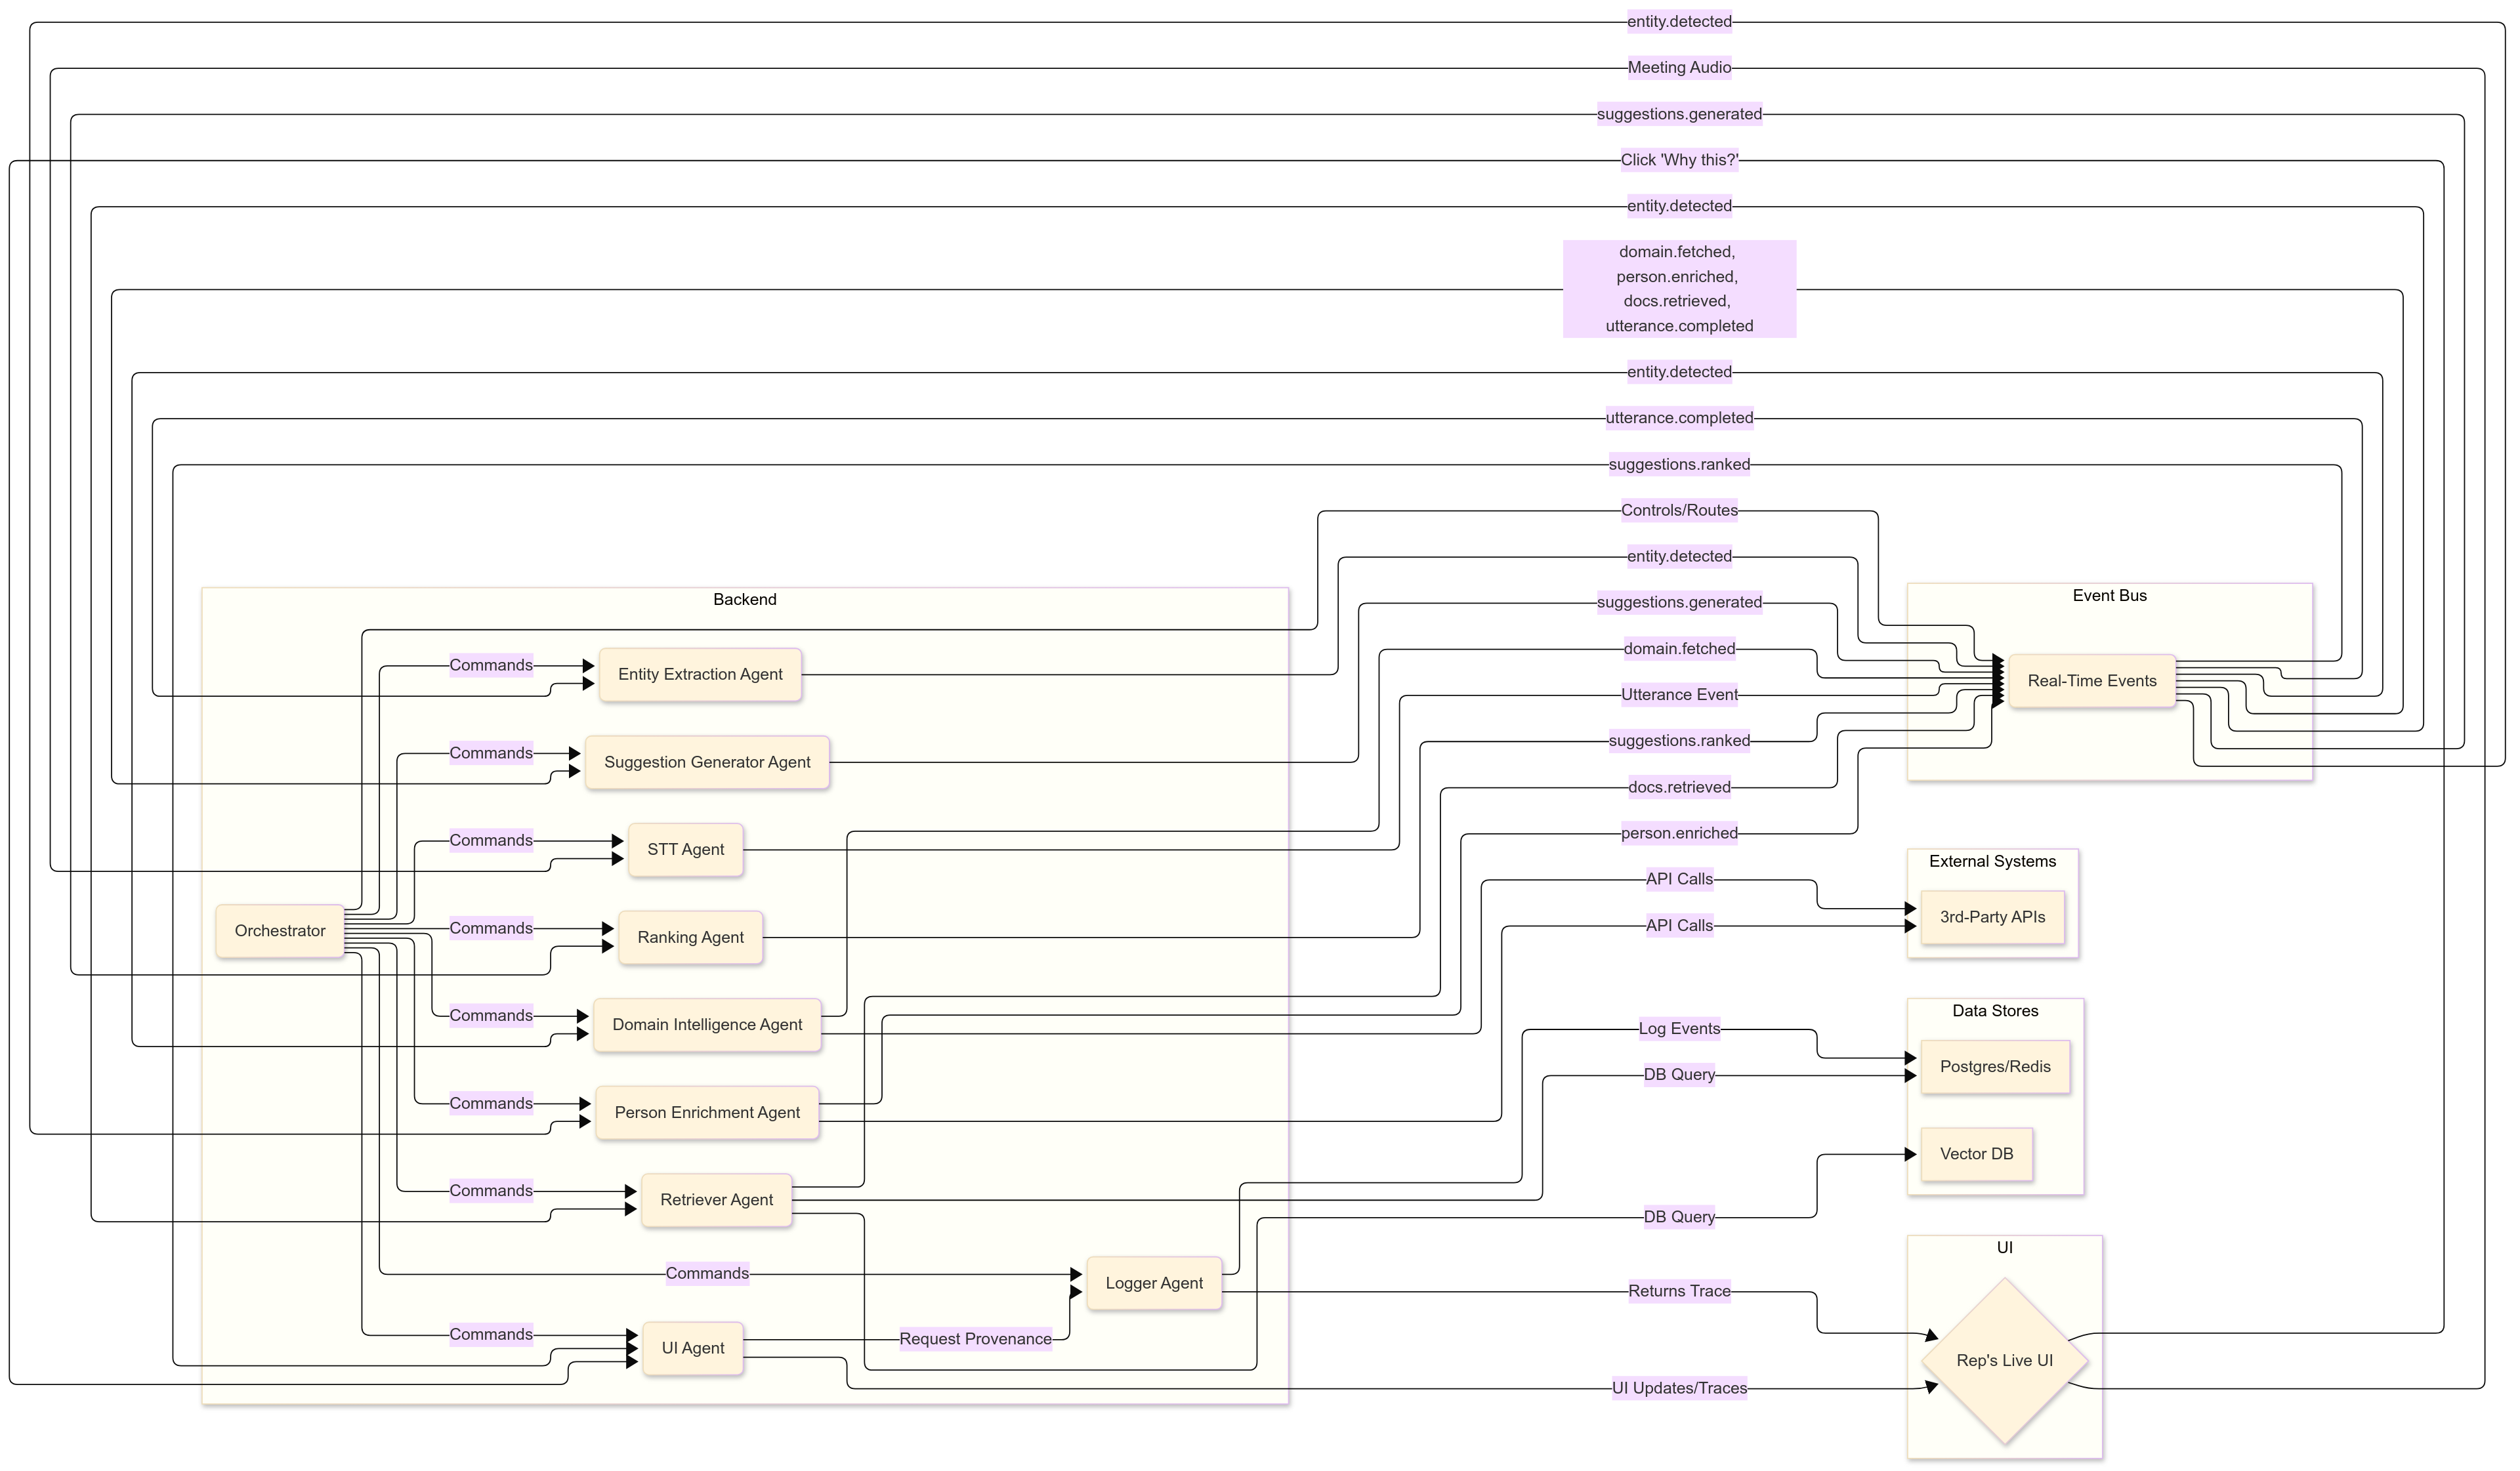 entity.detected
Meeting Audio
suggestions.generated
Click 'Why this?'
entity.detected
domain.fetched,
person.enriched,
docs.retrieved,
utterance.completed
entity.detected
utterance.completed
suggestions.ranked
Controls/Routes
entity.detected
suggestions.generated
domain.fetched
Utterance Event
suggestions.ranked
docs.retrieved
person.enriched
API Calls
API Calls
Log Events
DB Query
DB Query
Returns Trace
UI Updates/Traces
Backend
Orchestrator
Commands
Entity Extraction Agent
Commands
Suggestion Generator Agent
Commands
STT Agent
Commands
Ranking Agent
Commands
Domain Intelligence Agent
Commands
Person Enrichment Agent
Commands
Retriever Agent
Commands
Logger Agent
Commands
UI Agent
Request Provenance
Event Bus
Real-Time Events
External Systems
3rd-Party APIs
Data Stores
Postgres/Redis
Vector DB
UI
Rep's Live UI